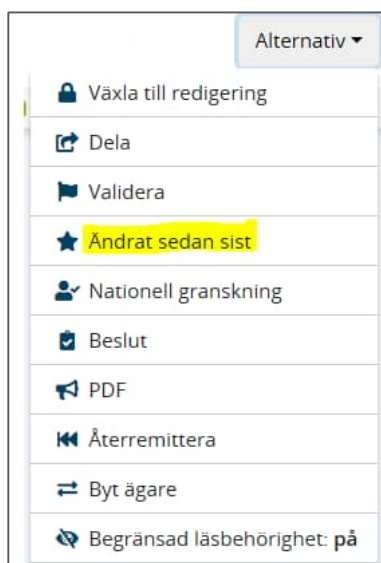 Alternativ
Växla till redigering
Dela
Validera
Ändrat sedan sist
Nationell granskning
Beslut
PDF
Återremittera
Byt ägare
Begränsad läsbehörighet: på